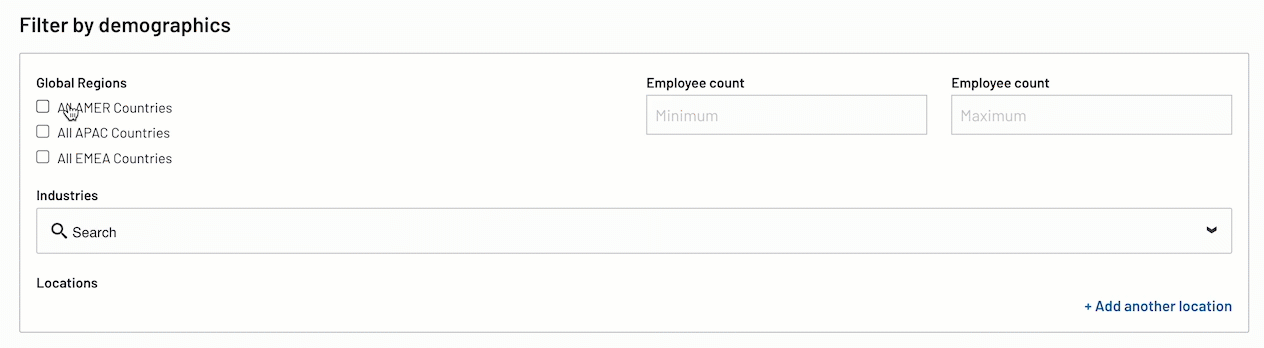 Filter by demographics
Global Regions
All AMER Countries
All APAC Countries
All EMEA Countries
Employee count
Minimum
Employee count
Maximum
Industries
Search
Locations
+ Add another location